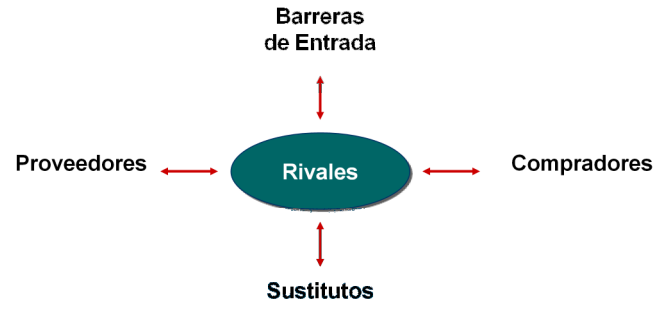 Barreras
de Entrada
Proveedores
Rivales
Compradores
Sustitutos